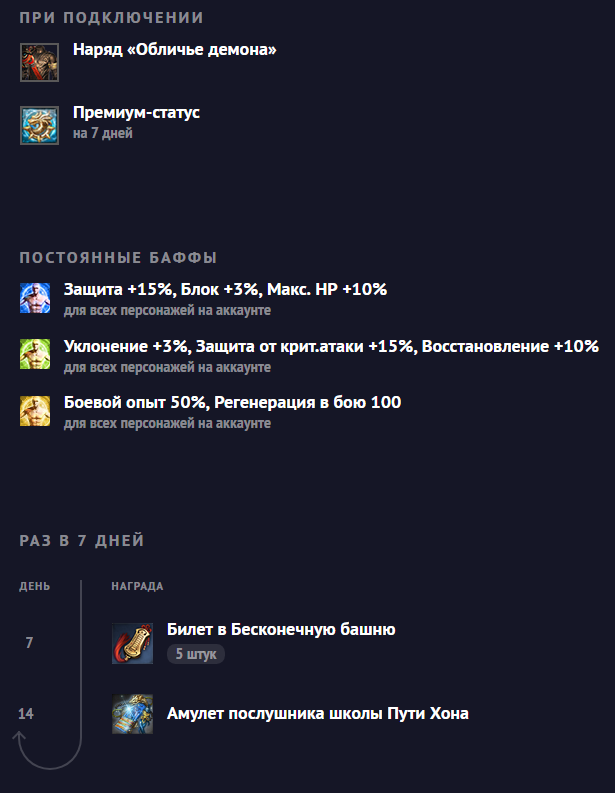 ПРИ ПОДКЛЮЧЕНИИ
Наряд «Обличье демона»
Премиум-статус
на 7 дней
ПОСТОЯННЫЕ БАФФЫ
Защита +15%, Блок +3%, Макс. HP +10%
для всех персонажей на аккаунте
Уклонение +3%, Защита от крит.атаки +15%, Восстановление +10%
для всех персонажей на аккаунте
Боевой опыт 50%, Регенерация в бою 100
для всех персонажей на аккаунте
РАЗ В 7 ДНЕЙ
ДЕНЬ НАГРАДА
7 Билет в Бесконечную башню
5 штук
14 Амулет послушника школы Пути Хона